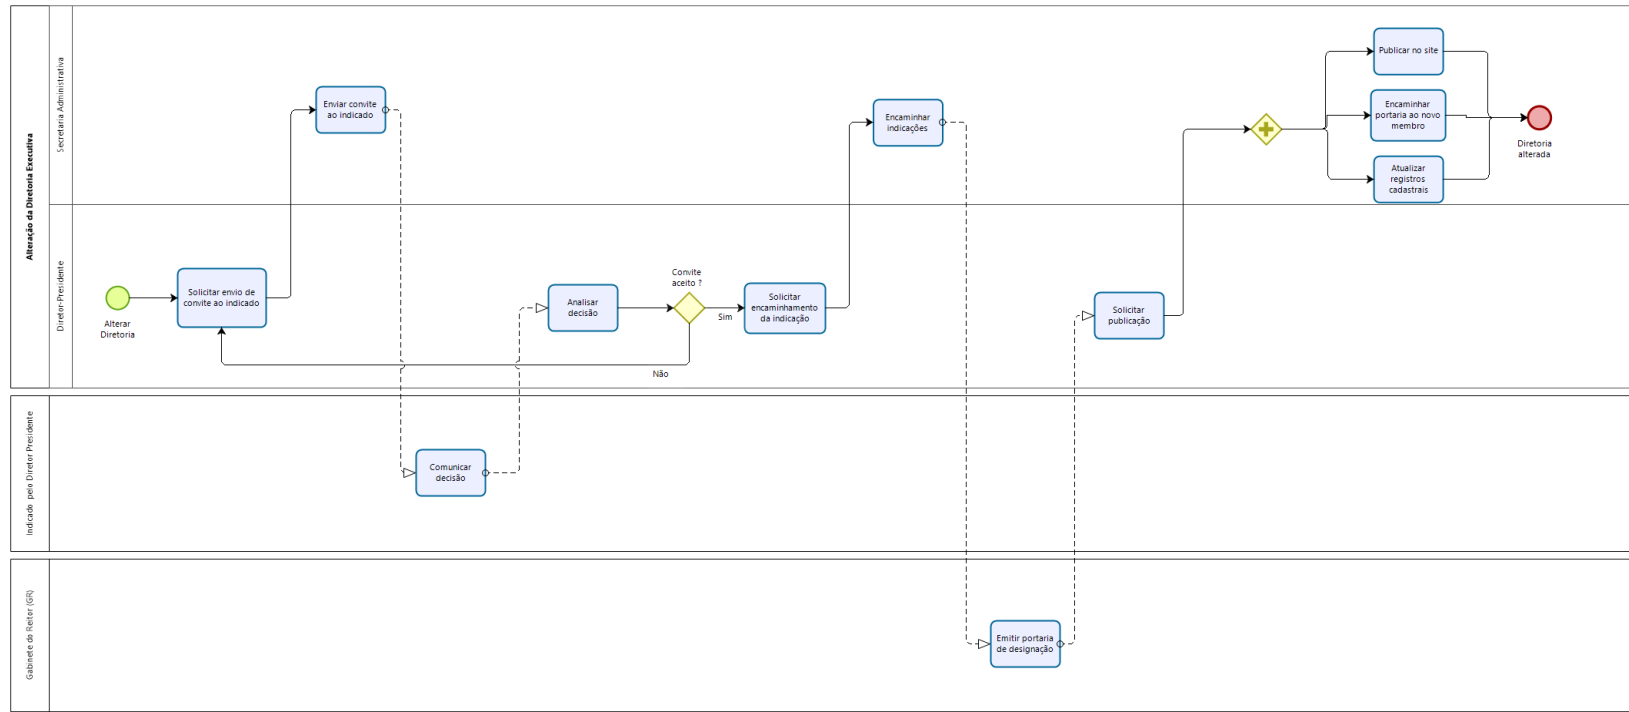 Alteração da Diretoria Executiva
Secretaria Administrativa
Enviar convite
ao indicado
Encaminhar
indicações
Publicar no site
Encaminhar
portaria ao novo
membro
Atualizar
registros
cadastrais
Diretoria
alterada
Diretor-Presidente
Alterar
Diretoria
Solicitar envio de
convite ao indicado
Analisar
decisão
Convite
aceito ?
Sim
Não
Solicitar
encaminhamento
da indicação
Solicitar
publicação
Indicado pelo Diretor Presidente
Comunicar
decisão
Gabinete do Reitor (GR)
Emitir portaria
de designação